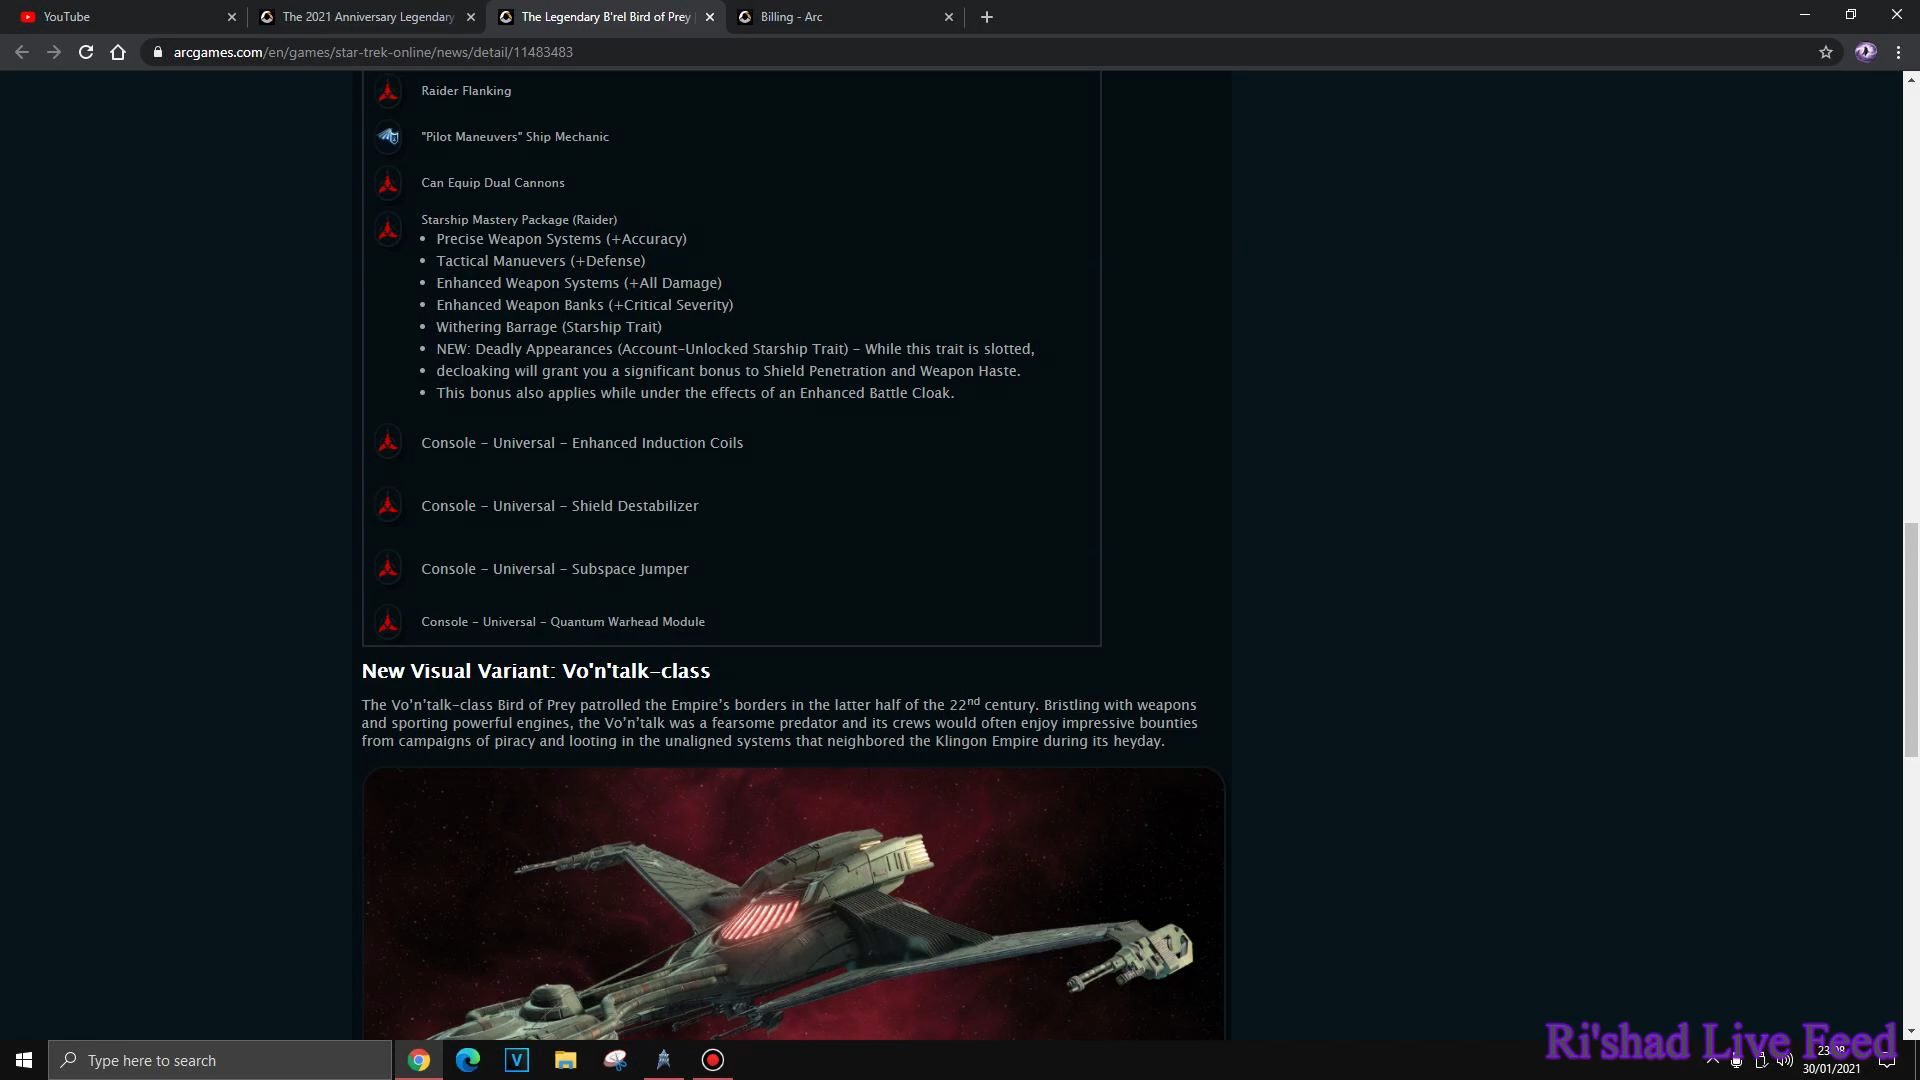 YouTube
The 2021 Anniversary Legendary
The Legendary B'rel Bird of Prey
Billing - Arc
arcgames.com/en/games/star-trek-online/news/detail/11483483
Raider Flanking
"Pilot Maneuvers" Ship Mechanic
Can Equip Dual Cannons
Starship Mastery Package (Raider)
• Precise Weapon Systems (+Accuracy)
• Tactical Manuevers (+Defense)
• Enhanced Weapon Systems (+All Damage)
• Enhanced Weapon Banks (+Critical Severity)
• Withering Barrage (Starship Trait)
• NEW: Deadly Appearances (Account-Unlocked Starship Trait) – While this trait is slotted,
• decloaking will grant you a significant bonus to Shield Penetration and Weapon Haste.
• This bonus also applies while under the effects of an Enhanced Battle Cloak.
Console – Universal – Enhanced Induction Coils
Console – Universal – Shield Destabilizer
Console – Universal – Subspace Jumper
Console – Universal – Quantum Warhead Module
New Visual Variant: Vo'n'talk-class
The Vo’n’talk-class Bird of Prey patrolled the Empire’s borders in the latter half of the 22nd century. Bristling with weapons
and sporting powerful engines, the Vo’n’talk was a fearsome predator and its crews would often enjoy impressive bounties
from campaigns of piracy and looting in the unaligned systems that neighbored the Klingon Empire during its heyday.
Ri'shad Live Feed
Type here to search
V
23:08
30/01/2021